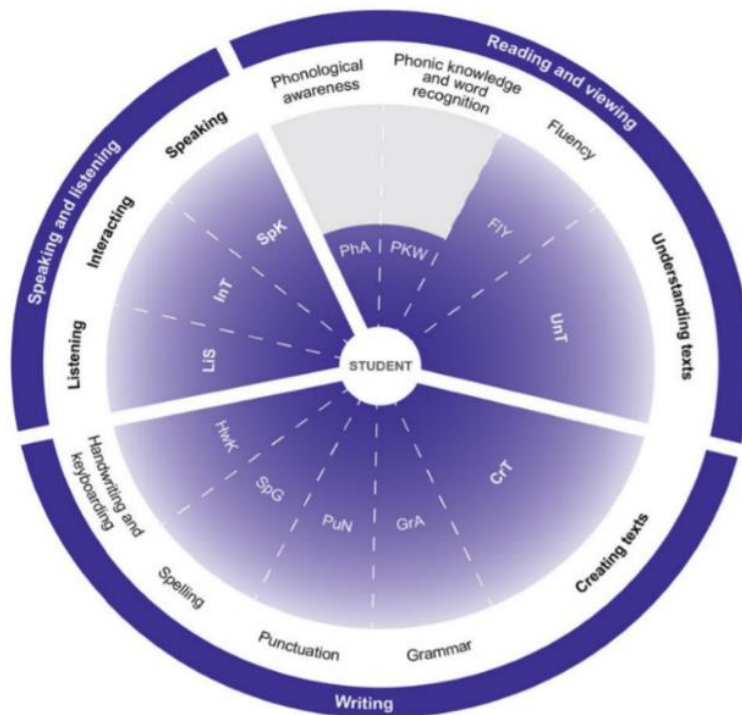 Reading and viewing
Phonological
awareness
Phonic knowledge
and word
recognition
Fluency
Understanding texts
PhA
PKW
FlY
UnT
Speaking and listening
Speaking
Interacting
Listening
SpK
InT
LiS
STUDENT
HwK
SpG
PuN
GrA
CrT
Handwriting and
keyboarding
Spelling
Punctuation
Grammar
Creating texts
Writing